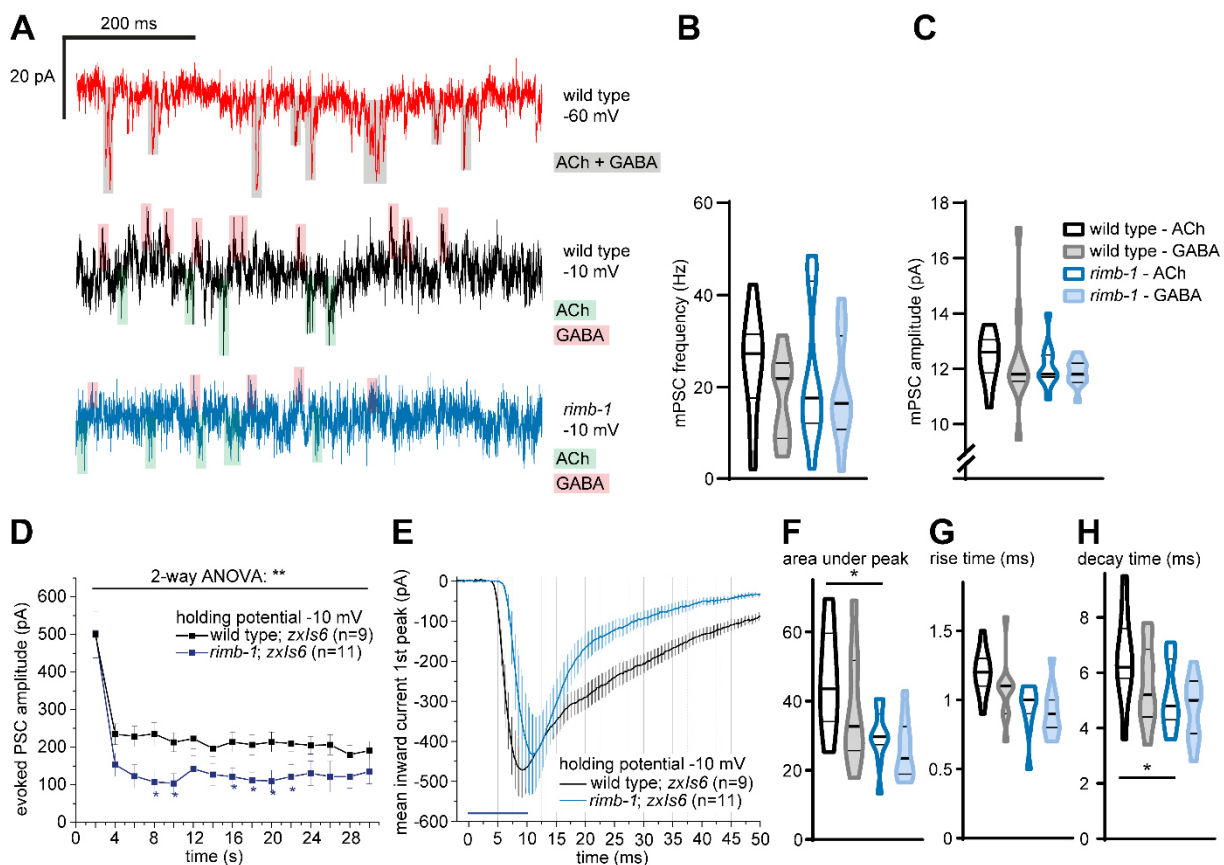 A
200 ms
20 pA
wild type
-60 mV
ACh + GABA
wild type
-10 mV
ACh
GABA
rimb-1
-10 mV
ACh
GABA
B
mPSC frequency (Hz)
60
40
20
0
C
mPSC amplitude (pA)
18
16
14
12
10
wild type - ACh
wild type - GABA
rimb-1 - ACh
rimb-1 - GABA
D
2-way ANOVA: **
holding potential -10 mV
wild type; zxIs6 (n=9)
rimb-1; zxIs6 (n=11)
evoked PSC amplitude (pA)
600
500
400
300
200
100
0
* * * * * *
0 4 8 12 16 20 24 28
time (s)
E
mean inward current 1st peak (pA)
0
-100
-200
-300
-400
-500
-600
holding potential -10 mV
wild type; zxIs6 (n=9)
rimb-1; zxIs6 (n=11)
0 5 10 15 20 25 30 35 40 45 50
time (ms)
F
area under peak
*
60
40
20
0
G
rise time (ms)
1.5
1
0.5
0
H
decay time (ms)
8
6
4
2
0
*